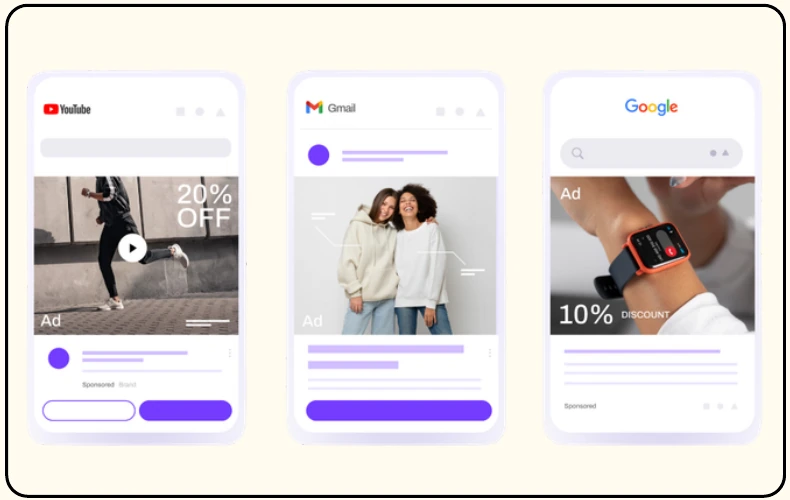 YouTube
20%
OFF
Ad
Sponsored Brand
Gmail
Ad
Google
Ad
10% DISCOUNT
Sponsored